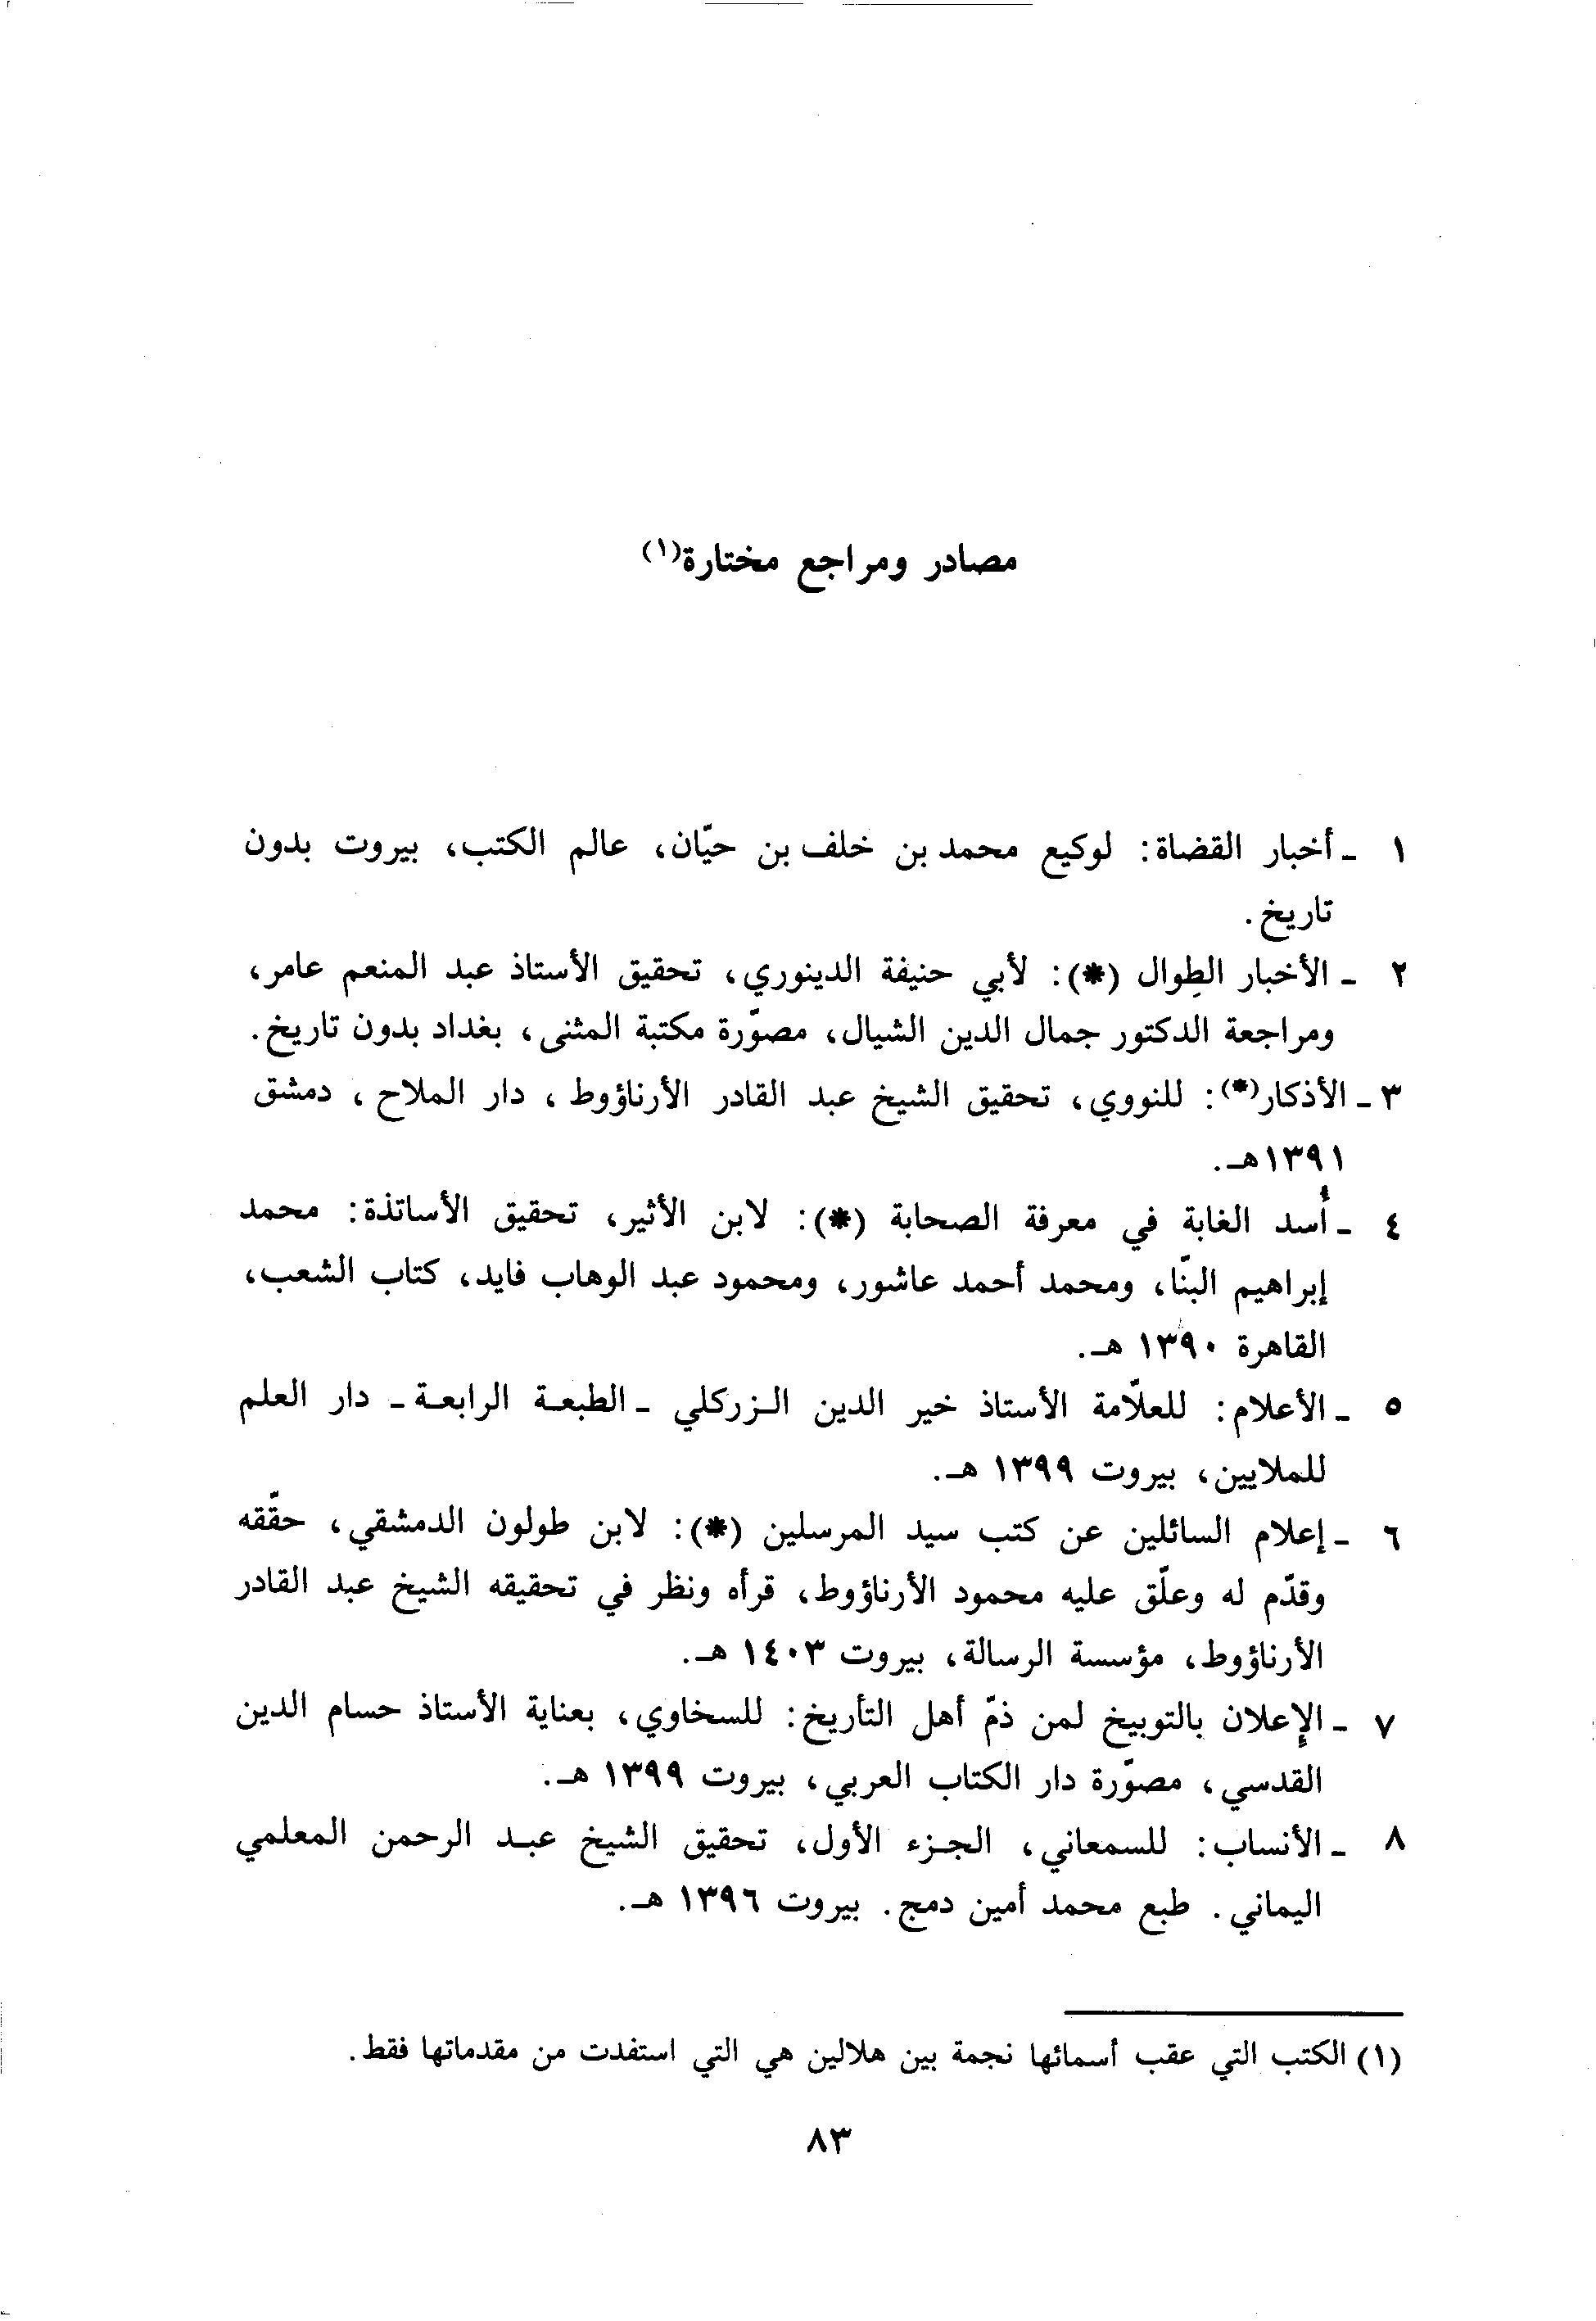 مصادر ومراجع مختارة(١)
١ - أخبار القضاة: لوكيع محمد بن خلف بن حيّان، عالم الكتب، بيروت بدون
تاريخ.
٢ - الأخبار الطِوال (*): لأبي حنيفة الدينوري، تحقيق الأستاذ عبد المنعم عامر،
ومراجعة الدكتور جمال الدين الشيال، مصوّرة مكتبة المثنى، بغداد بدون تاريخ.
٣ - الأذكار(*): للنووي، تحقيق الشيخ عبد القادر الأرناؤوط، دار الملاح، دمشق
١٣٩١هـ.
٤ - أُسد الغابة في معرفة الصحابة (*): لابن الأثير، تحقيق الأساتذة: محمد
إبراهيم البنّا، ومحمد أحمد عاشور، ومحمود عبد الوهاب فايد، كتاب الشعب،
القاهرة ١٣٩٠ هـ.
٥ - الأعلام: للعلّامة الأستاذ خير الدين الـزركلي - الطبعـة الرابعـة - دار العلم
للملايين، بيروت ١٣٩٩ هـ.
٦ - إعلام السائلين عن كتب سيد المرسلين (*): لابن طولون الدمشقي، حقّقه
وقدّم له وعلّق عليه محمود الأرناؤوط، قرأه ونظر في تحقيقه الشيخ عبد القادر
الأرناؤوط، مؤسسة الرسالة، بيروت ١٤٠٣ هـ.
٧ - الإعلان بالتوبيخ لمن ذمّ أهل التأريخ: للسخاوي، بعناية الأستاذ حسام الدين
القدسي، مصوّرة دار الكتاب العربي، بيروت ١٣٩٩ هـ.
٨ - الأنساب: للسمعاني، الجـزء الأول، تحقيق الشيخ عبـد الرحمن المعلمي
اليماني. طبع محمد أمين دمج. بيروت ١٣٩٦ هـ.
(١) الكتب التي عقب أسمائها نجمة بين هلالين هي التي استفدت من مقدماتها فقط.
٨٣